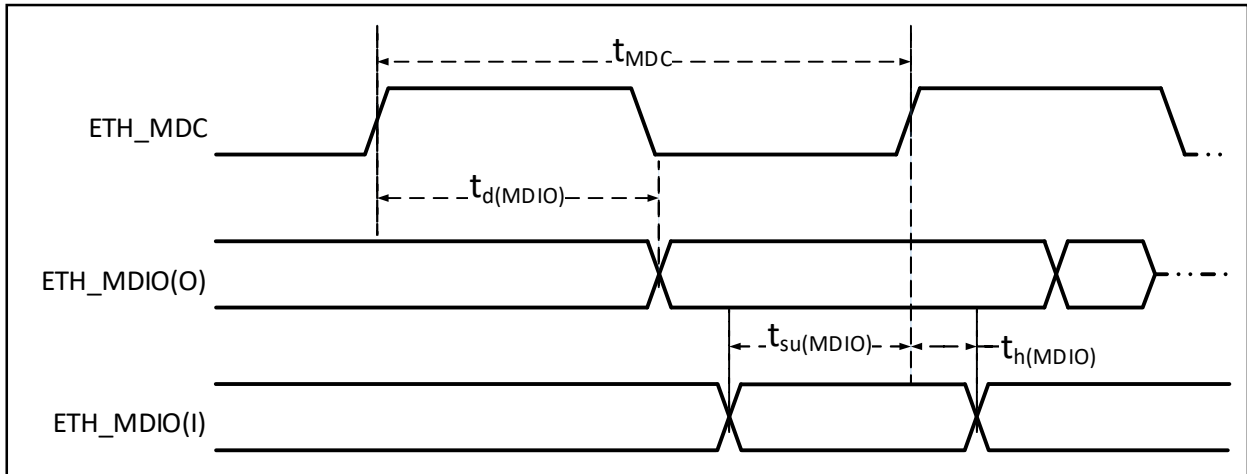 tMDC
ETH_MDC
td(MDIO)
ETH_MDIO(O)
tsu(MDIO)
th(MDIO)
ETH_MDIO(I)